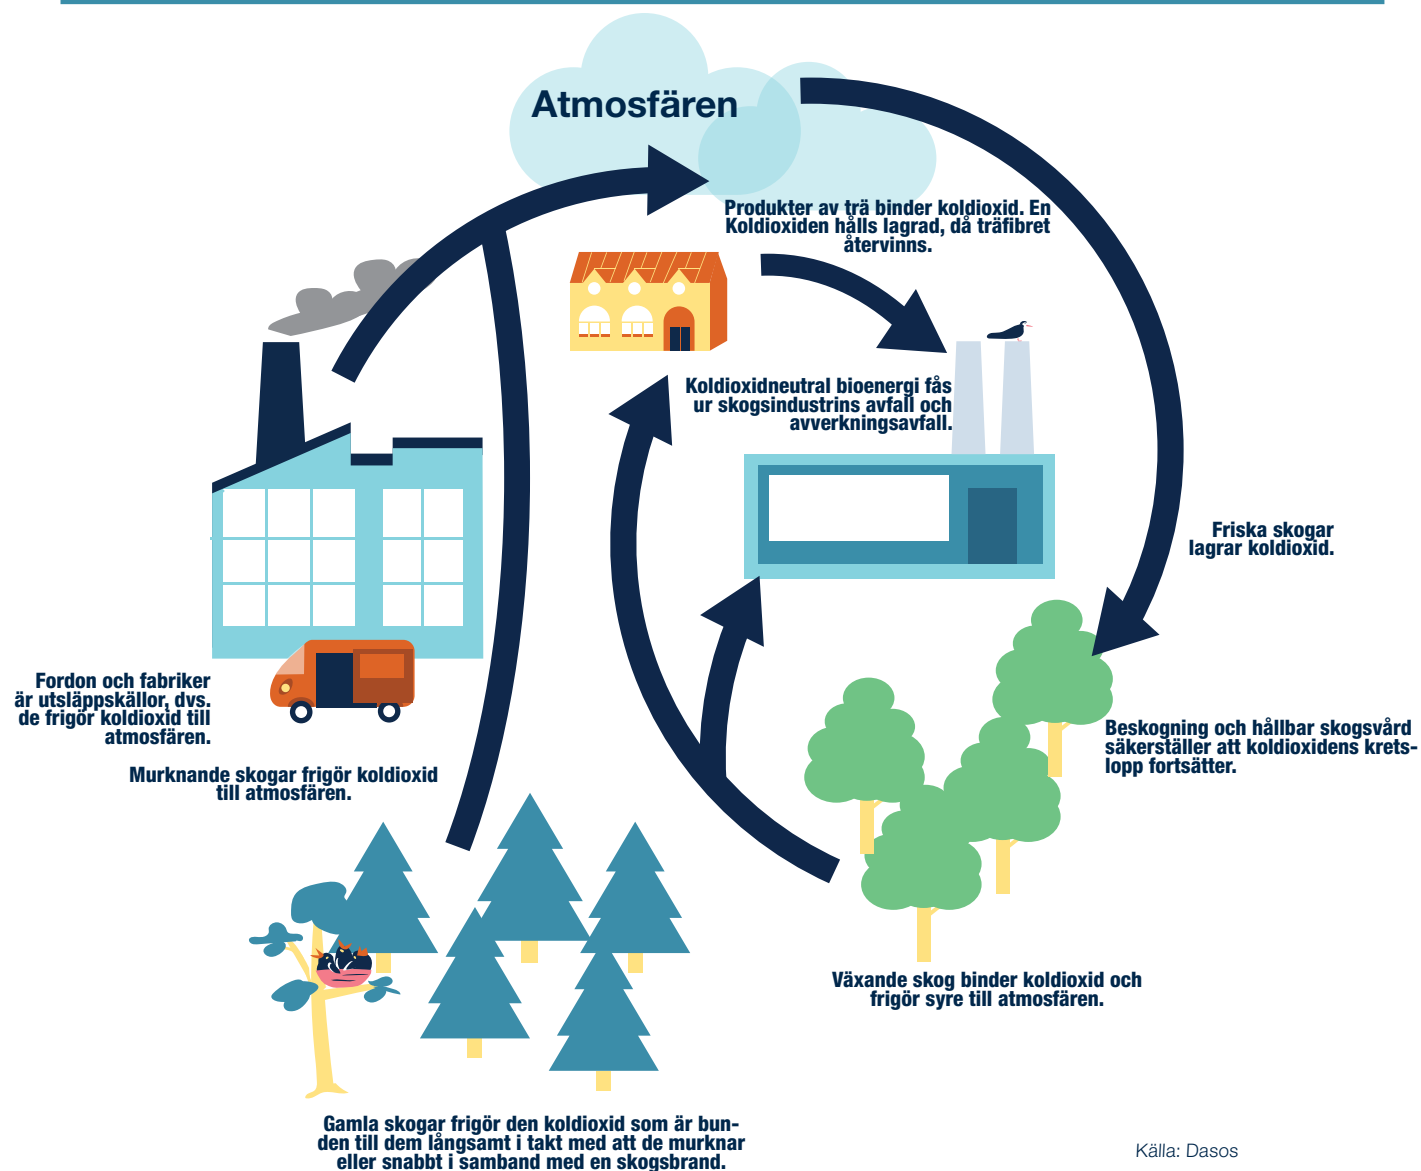 Atmosfären
Produkter av trä binder koldioxid. En
Koldioxiden hålls lagrad, då träfibret
återvinns.
Koldioxidneutral bioenergi fås
ur skogsindustrins avfall och
avverkningsavfall.
Friska skogar
lagrar koldioxid.
Fordon och fabriker
är utsläppskällor, dvs.
de frigör koldioxid till
atmosfären.
Beskogning och hållbar skogsvård
säkerställer att koldioxidens krets-
lopp fortsätter.
Murknande skogar frigör koldioxid
till atmosfären.
Växande skog binder koldioxid och
frigör syre till atmosfären.
Gamla skogar frigör den koldioxid som är bun-
den till dem långsamt i takt med att de murknar
eller snabbt i samband med en skogsbrand.
Källa: Dasos